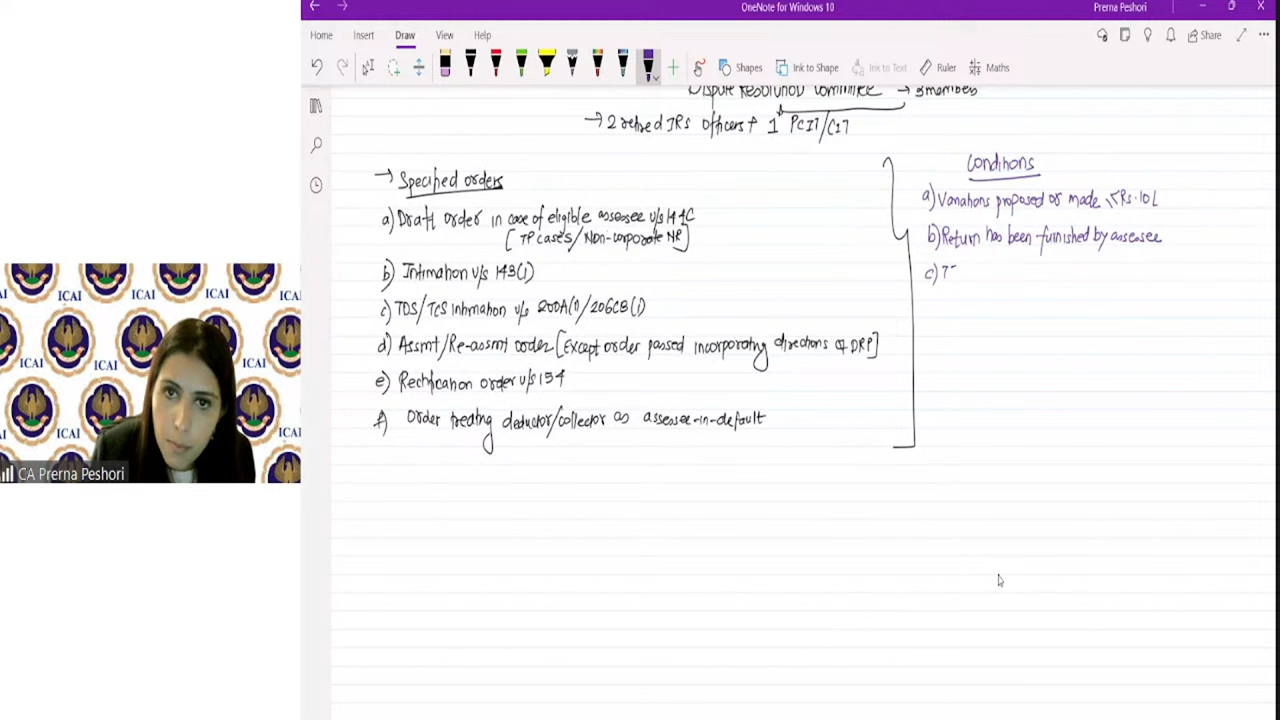 OneNote for Windows 10
Prerna Peshori
Home Insert Draw View Help
Share
Shapes Ink to Shape Ink to Text Ruler Maths
Dispute Resolution Committee → 3 members
→ 2 retired IRS officers + 1 PCIT/CIT
→ Specified orders
a) Draft order in case of eligible assessee u/s 144C
[TP cases/Non-corporate NR]
b) Intimation u/s 143(1)
c) TDS/TCS Intimation u/s 200A(1)/206CB(1)
d) Assmt/Re-assmt order [Except order passed incorporating directions of DRP]
e) Rectification order u/s 154
f) Order treating deductor/collector as assessee-in-default
Conditions
a) Variations proposed or made ≤ Rs.10L
b) Return has been furnished by assessee
c)
ICAI
CA Prerna Peshori